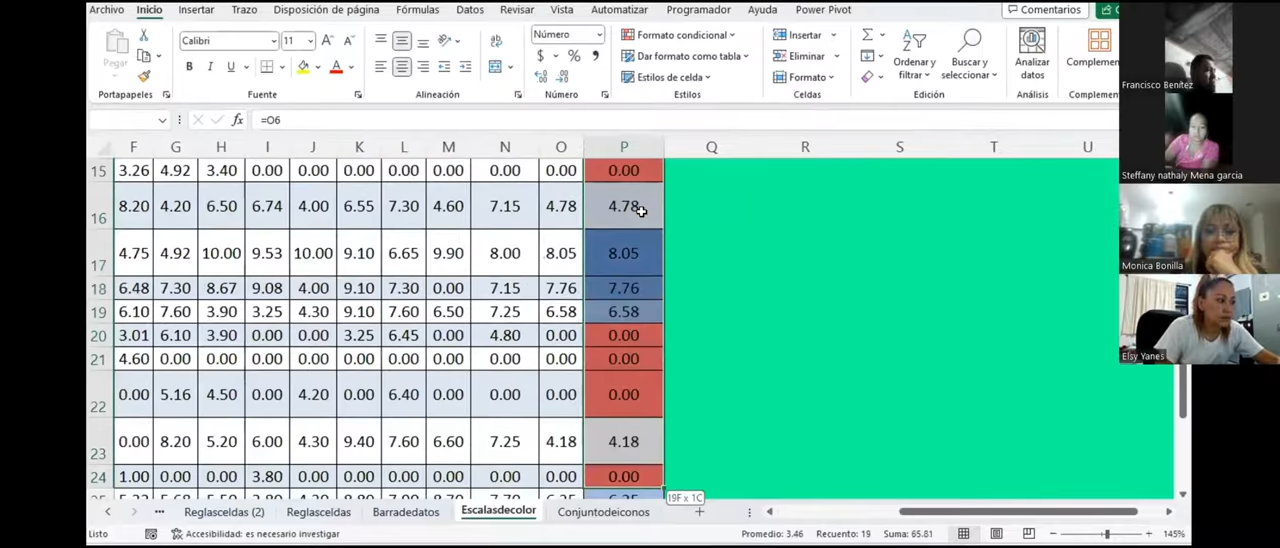 Archivo Inicio Insertar Trazo Disposición de página Fórmulas Datos Revisar Vista Automatizar Programador Ayuda Power Pivot Comentarios
Calibri 11 Número Formato condicional Insertar
Pegar N K S A $ % Dar formato como tabla Eliminar Ordenar y filtrar Buscar y seleccionar Analizar datos Complemen
Estilos de celda Formato
Portapapeles Fuente Alineación Número Estilos Celdas Edición Análisis Complement
fx =O6
F G H I J K L M N O P Q R S T U
15 3.26 4.92 3.40 0.00 0.00 0.00 0.00 0.00 0.00 0.00 0.00
16 8.20 4.20 6.50 6.74 4.00 6.55 7.30 4.60 7.15 4.78 4.78
17 4.75 4.92 10.00 9.53 10.00 9.10 6.65 9.90 8.00 8.05 8.05
18 6.48 7.30 8.67 9.08 4.00 9.10 7.30 0.00 7.15 7.76 7.76
19 6.10 7.60 3.90 3.25 4.30 9.10 7.60 6.50 7.25 6.58 6.58
20 3.01 6.10 3.90 0.00 0.00 3.25 6.45 0.00 4.80 0.00 0.00
21 4.60 0.00 0.00 0.00 0.00 0.00 0.00 0.00 0.00 0.00 0.00
22 0.00 5.16 4.50 0.00 4.20 0.00 6.40 0.00 0.00 0.00 0.00
23 0.00 8.20 5.20 6.00 4.30 9.40 7.60 6.60 7.25 4.18 4.18
24 1.00 0.00 0.00 3.80 0.00 0.00 0.00 0.00 0.00 0.00 0.00
19F x 1C
Reglasceldas (2) Reglasceldas Barradedatos Escalasdecolor Conjuntodeiconos
Listo Accesibilidad: es necesario investigar Promedio: 3.46 Recuento: 19 Suma: 65.81 145%
Francisco Benítez
Steffany nathaly Mena garcia
Monica Bonilla
Elsy Yanes